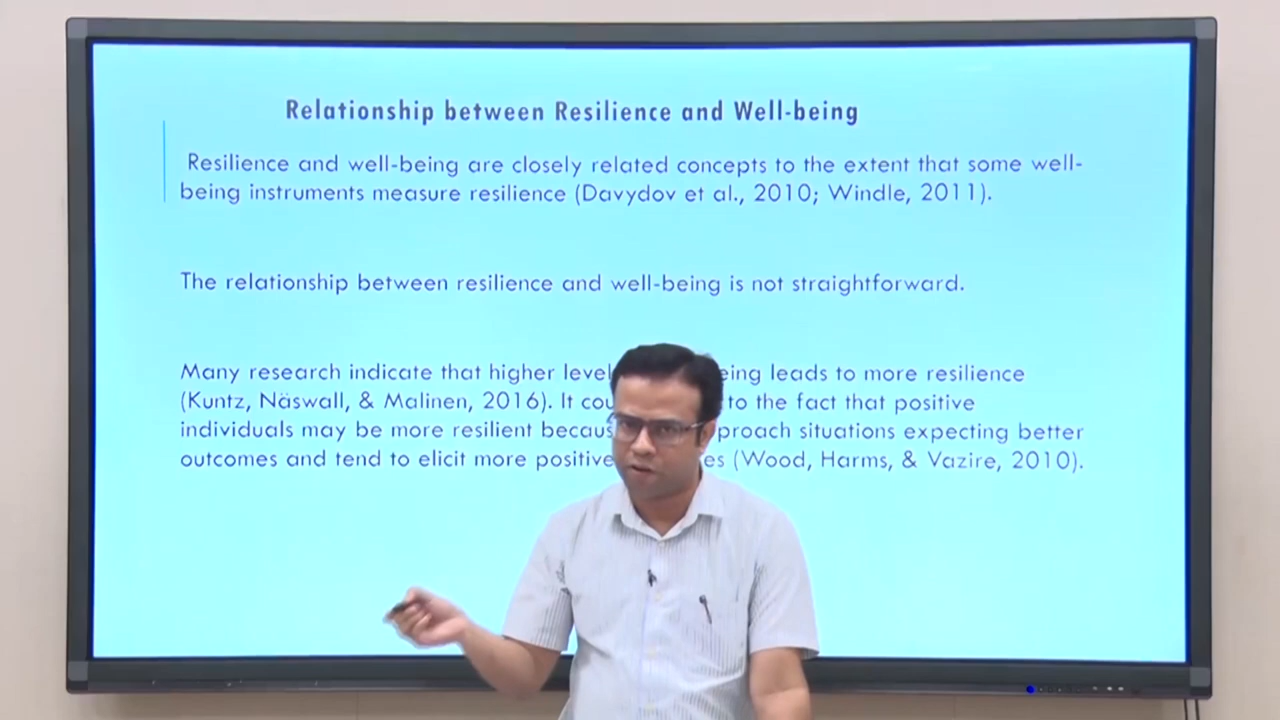 Relationship between Resilience and Well-being
Resilience and well-being are closely related concepts to the extent that some well-
being instruments measure resilience (Davydov et al., 2010; Windle, 2011).
The relationship between resilience and well-being is not straightforward.
Many research indicate that higher level eing leads to more resilience
(Kuntz, Näswall, & Malinen, 2016). It cou to the fact that positive
individuals may be more resilient becaus proach situations expecting better
outcomes and tend to elicit more positive es (Wood, Harms, & Vazire, 2010).